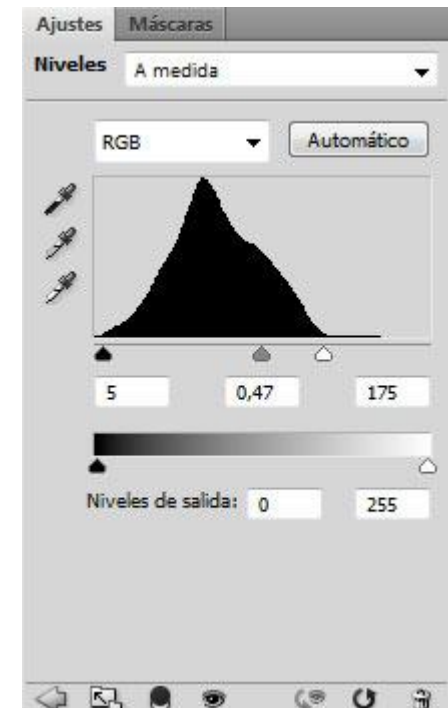 Ajustes Máscaras
Niveles A medida
RGB Automático
5 0,47 175
Niveles de salida: 0 255